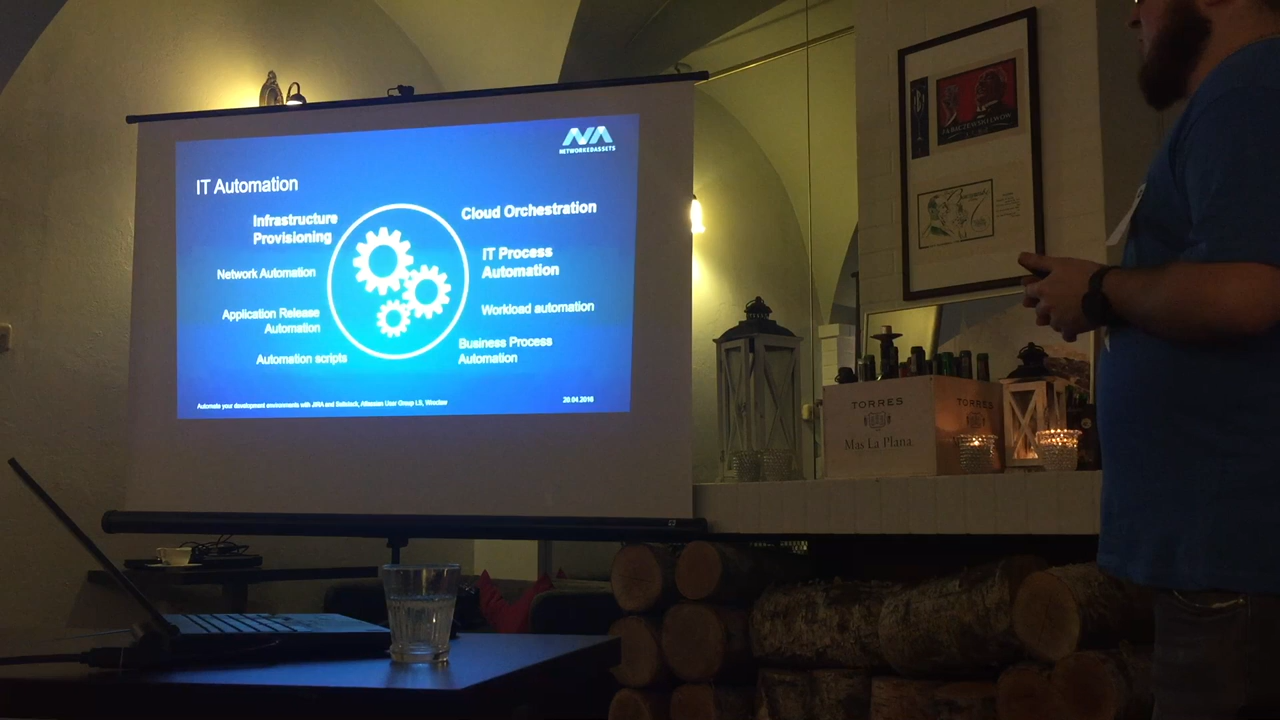 NETWORKEDASSETS
IT Automation
Infrastructure
Provisioning
Network Automation
Application Release
Automation
Automation scripts
Cloud Orchestration
IT Process
Automation
Workload automation
Business Process
Automation
Automate your development environments with JIRA and Saltstack, Atlassian User Group LS, Wroclaw
20.04.2016
TORRES
Mas La Plana.
TORRES